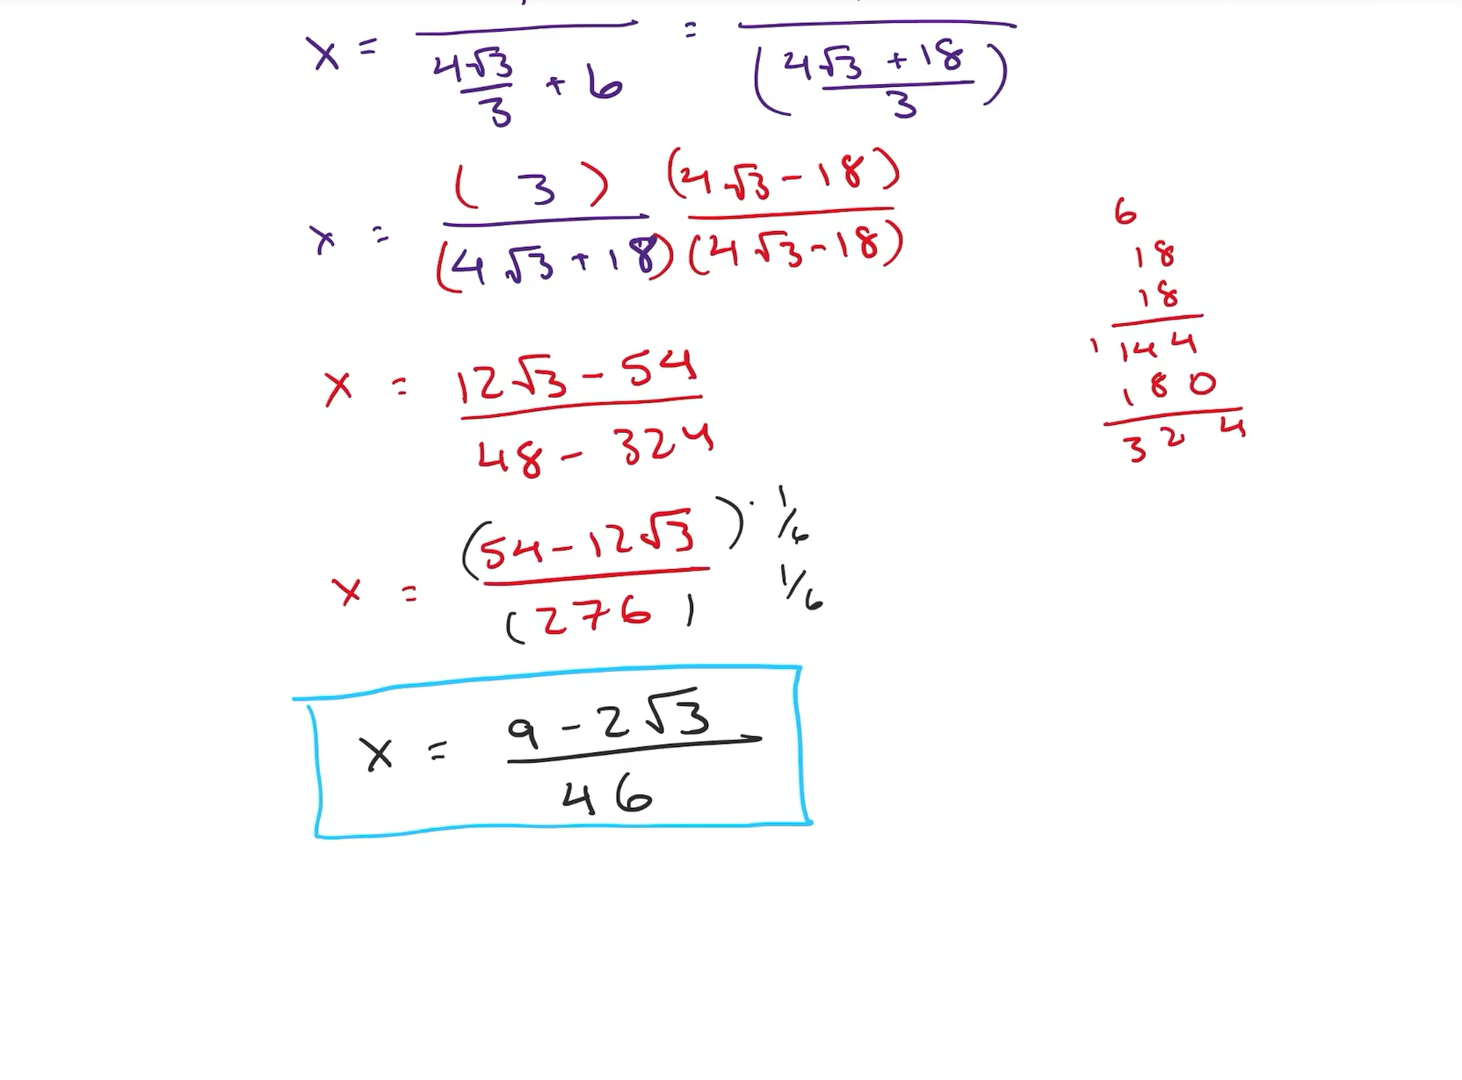 x = ‾‾‾ / (4√3/3 + 6) = ‾‾‾ / ((4√3 + 18)/3)
x = (3)/(4√3 + 18) (4√3 - 18)/(4√3 - 18)
x = (12√3 - 54)/(48 - 324)
x = (54 - 12√3)/(276) · 1/6 / 1/6
x = (9 - 2√3)/46
6
18
18
1 144
180
324